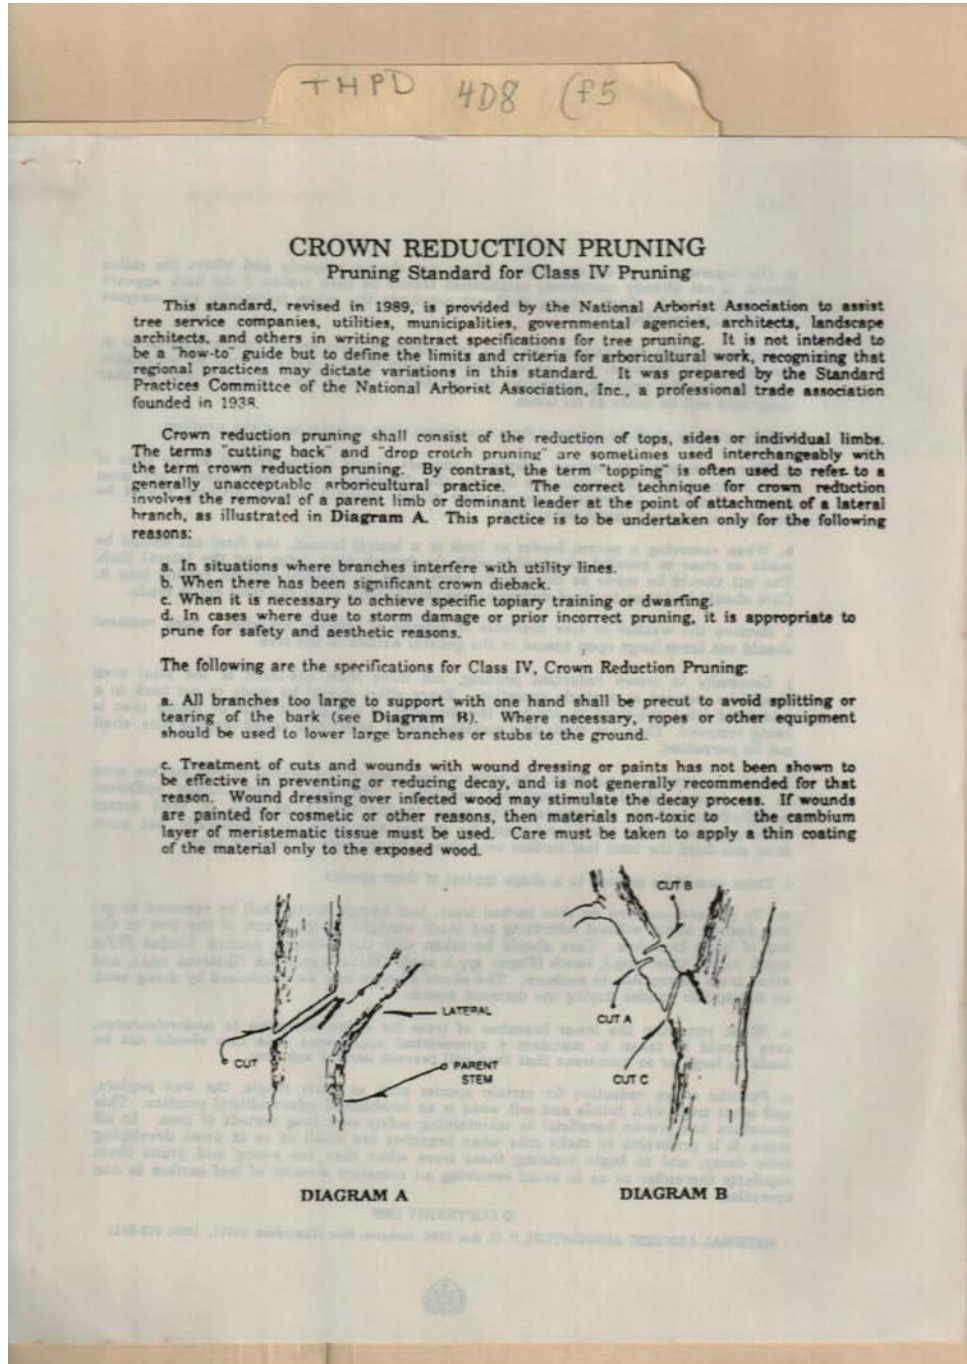 THPD 4D8 (f5
CROWN REDUCTION PRUNING
Pruning Standard for Class IV Pruning
This standard, revised in 1989, is provided by the National Arborist Association to assist
tree service companies, utilities, municipalities, governmental agencies, architects, landscape
architects, and others in writing contract specifications for tree pruning. It is not intended to
be a "how-to" guide but to define the limits and criteria for arboricultural work, recognizing that
regional practices may dictate variations in this standard. It was prepared by the Standard
Practices Committee of the National Arborist Association, Inc., a professional trade association
founded in 1938.
Crown reduction pruning shall consist of the reduction of tops, sides or individual limbs.
The terms "cutting back" and "drop crotch pruning" are sometimes used interchangeably with
the term crown reduction pruning. By contrast, the term "topping" is often used to refer to a
generally unacceptable arboricultural practice. The correct technique for crown reduction
involves the removal of a parent limb or dominant leader at the point of attachment of a lateral
branch, as illustrated in Diagram A. This practice is to be undertaken only for the following
reasons:
a. In situations where branches interfere with utility lines.
b. When there has been significant crown dieback.
c. When it is necessary to achieve specific topiary training or dwarfing.
d. In cases where due to storm damage or prior incorrect pruning, it is appropriate to
prune for safety and aesthetic reasons.
The following are the specifications for Class IV, Crown Reduction Pruning:
a. All branches too large to support with one hand shall be precut to avoid splitting or
tearing of the bark (see Diagram B). Where necessary, ropes or other equipment
should be used to lower large branches or stubs to the ground.
c. Treatment of cuts and wounds with wound dressing or paints has not been shown to
be effective in preventing or reducing decay, and is not generally recommended for that
reason. Wound dressing over infected wood may stimulate the decay process. If wounds
are painted for cosmetic or other reasons, then materials non-toxic to the cambium
layer of meristematic tissue must be used. Care must be taken to apply a thin coating
of the material only to the exposed wood.
CUT B
LATERAL
CUT A
CUT
PARENT
STEM
CUT C
DIAGRAM A
DIAGRAM B